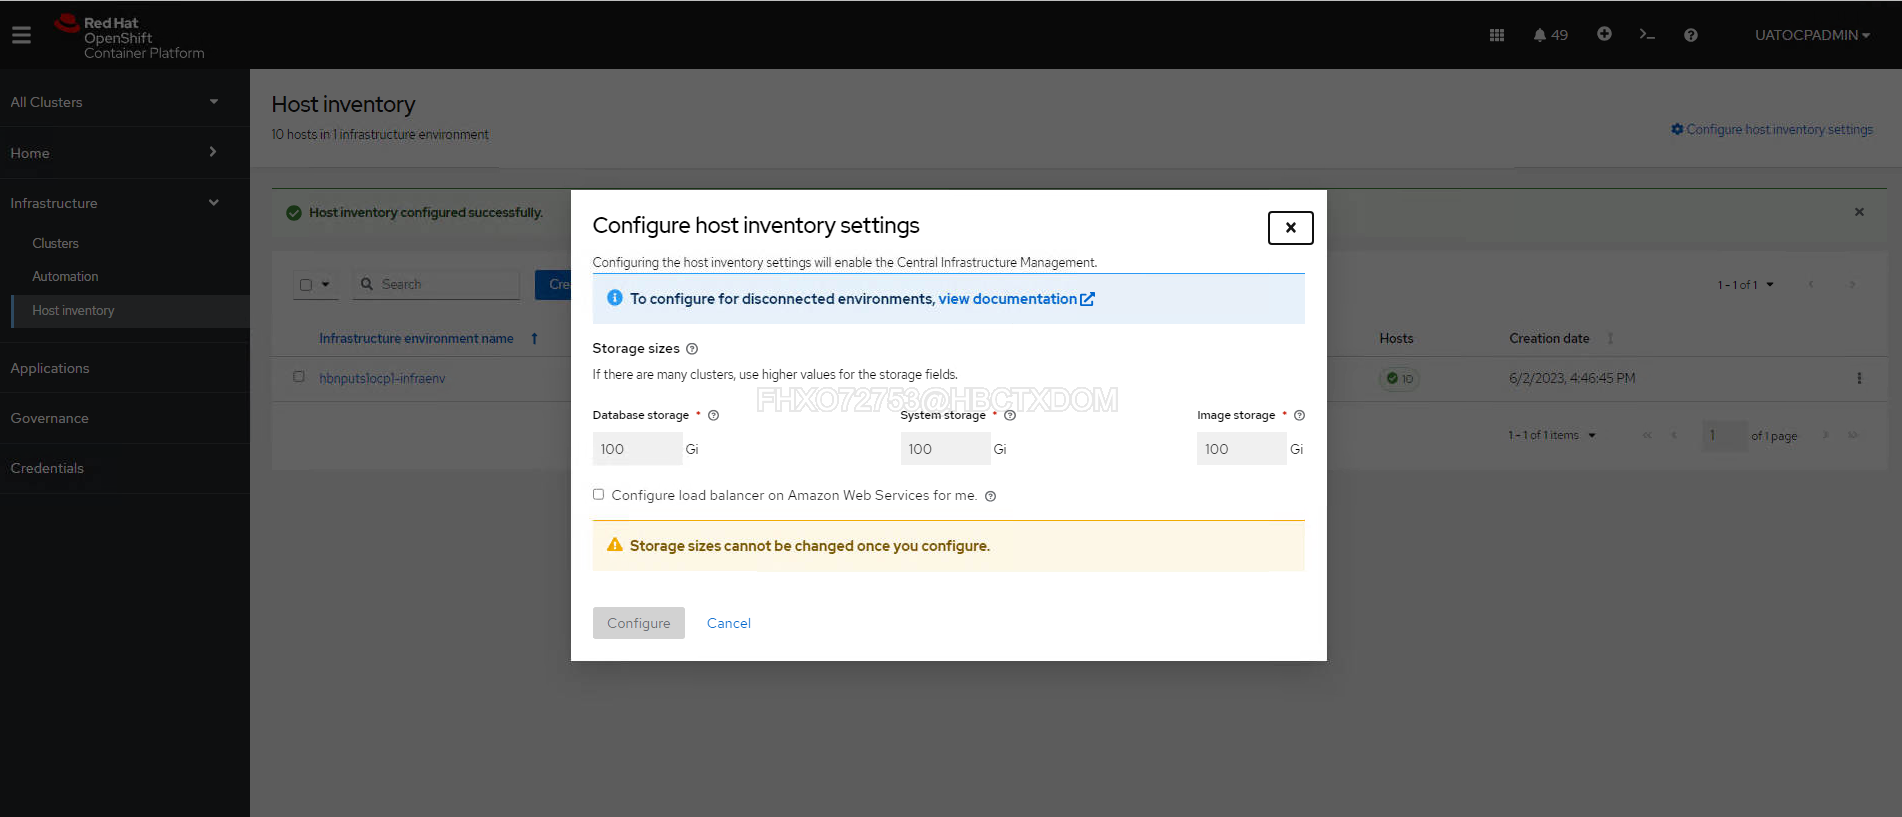 Red Hat
OpenShift
Container Platform
49
UATOCPADMIN
All Clusters
Home
Infrastructure
Clusters
Automation
Host inventory
Applications
Governance
Credentials
Host inventory
10 hosts in 1 infrastructure environment
Configure host inventory settings
Host inventory configured successfully.
Search
Crea
1 - 1 of 1
Infrastructure environment name
Hosts
Creation date
hbnputs1ocp1-infraenv
10
6/2/2023, 4:46:45 PM
1 - 1 of 1 items
1
of 1 page
Configure host inventory settings
Configuring the host inventory settings will enable the Central Infrastructure Management.
To configure for disconnected environments, view documentation
Storage sizes
If there are many clusters, use higher values for the storage fields.
FHXO72753@HBCTXDOM
Database storage *
System storage *
Image storage *
100 Gi
100 Gi
100 Gi
Configure load balancer on Amazon Web Services for me.
Storage sizes cannot be changed once you configure.
Configure
Cancel